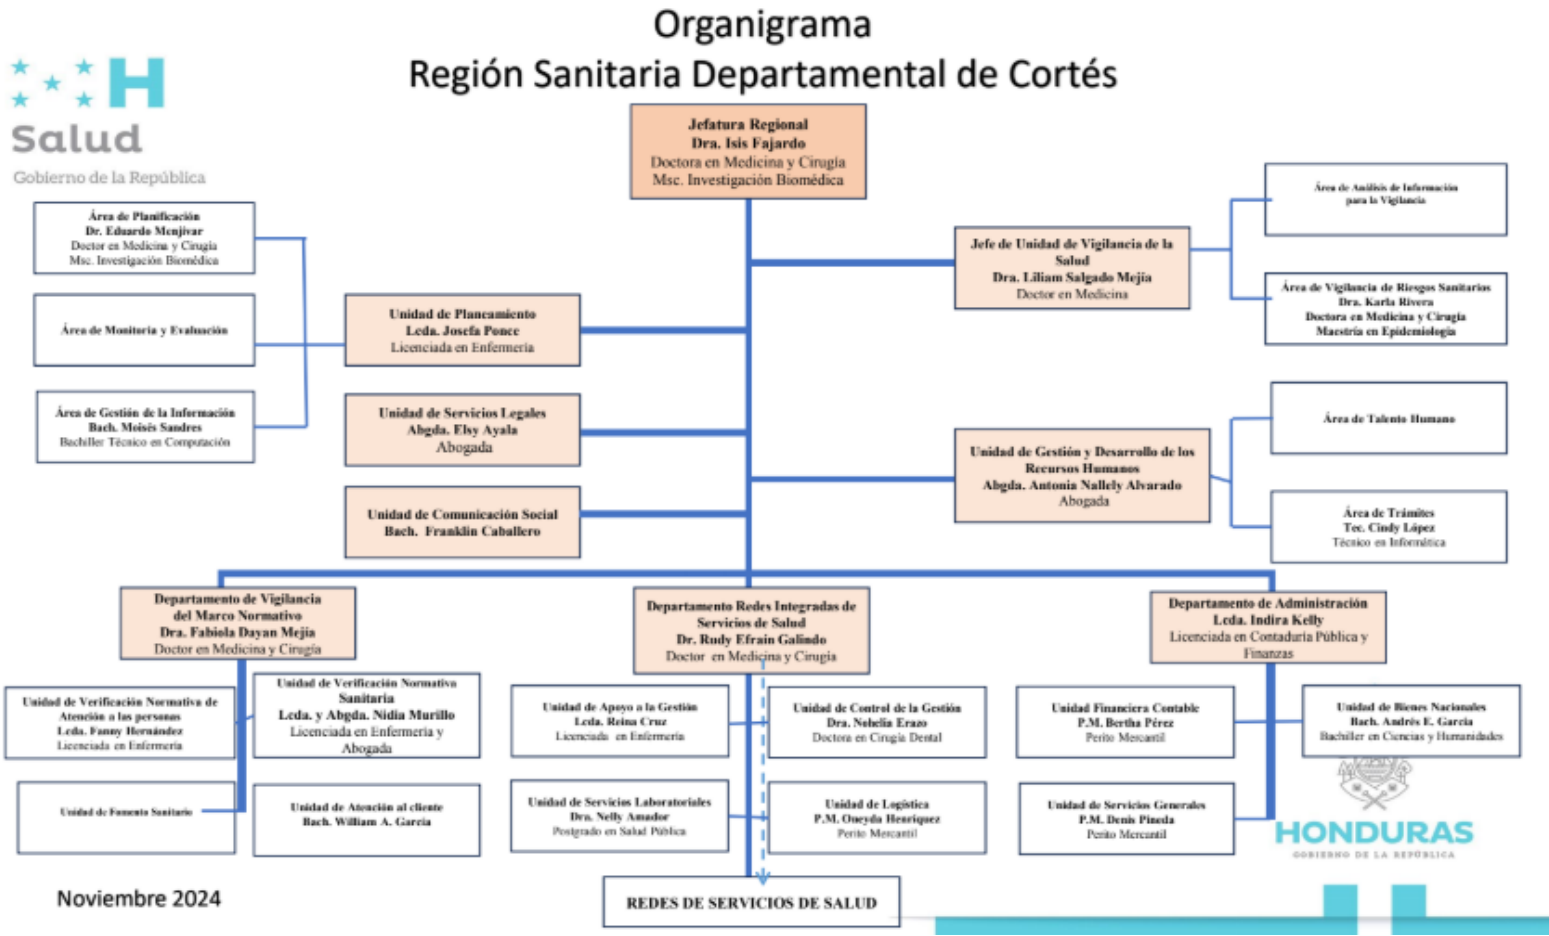 Organigrama
Región Sanitaria Departamental de Cortés
H
Salud
Gobierno de la República
Jefatura Regional
Dra. Isis Fajardo
Doctora en Medicina y Cirugía
Msc. Investigación Biomédica
Área de Planificación
Dr. Eduardo Menjívar
Doctor en Medicina y Cirugía
Msc. Investigación Biomédica
Área de Monitoria y Evaluación
Área de Gestión de la Información
Bach. Moisés Sandres
Bachiller Técnico en Computación
Unidad de Planeamiento
Lcda. Josefa Ponce
Licenciada en Enfermería
Unidad de Servicios Legales
Abgda. Elsy Ayala
Abogada
Unidad de Comunicación Social
Bach. Franklin Caballero
Jefe de Unidad de Vigilancia de la
Salud
Dra. Liliam Salgado Mejía
Doctor en Medicina
Área de Análisis de Información
para la Vigilancia
Área de Vigilancia de Riesgos Sanitarios
Dra. Karla Rivera
Doctora en Medicina y Cirugía
Maestría en Epidemiología
Unidad de Gestión y Desarrollo de los
Recursos Humanos
Abgda. Antonia Nallely Alvarado
Abogada
Área de Talento Humano
Área de Trámites
Tec. Cindy López
Técnico en Informática
Departamento de Vigilancia
del Marco Normativo
Dra. Fabiola Dayan Mejía
Doctor en Medicina y Cirugía
Unidad de Verificación Normativa de
Atención a las personas
Lcda. Fanny Hernández
Licenciada en Enfermería
Unidad de Verificación Normativa
Sanitaria
Lcda. y Abgda. Nidia Murillo
Licenciada en Enfermería y
Abogada
Unidad de Fomento Sanitario
Unidad de Atención al cliente
Bach. William A. García
Departamento Redes Integradas de
Servicios de Salud
Dr. Rudy Efraín Galindo
Doctor en Medicina y Cirugía
Unidad de Apoyo a la Gestión
Lcda. Reina Cruz
Licenciada en Enfermería
Unidad de Control de la Gestión
Dra. Nohelia Erazo
Doctora en Cirugía Dental
Unidad de Servicios Laboratoriales
Dra. Nelly Amador
Postgrado en Salud Pública
Unidad de Logística
P.M. Oneyda Henríquez
Perito Mercantil
REDES DE SERVICIOS DE SALUD
Departamento de Administración
Lcda. Indira Kelly
Licenciada en Contaduría Pública y
Finanzas
Unidad Financiera Contable
P.M. Bertha Pérez
Perito Mercantil
Unidad de Bienes Nacionales
Bach. Andrés E. García
Bachiller en Ciencias y Humanidades
Unidad de Servicios Generales
P.M. Denis Pineda
Perito Mercantil
HONDURAS
GOBIERNO DE LA REPÚBLICA
Noviembre 2024